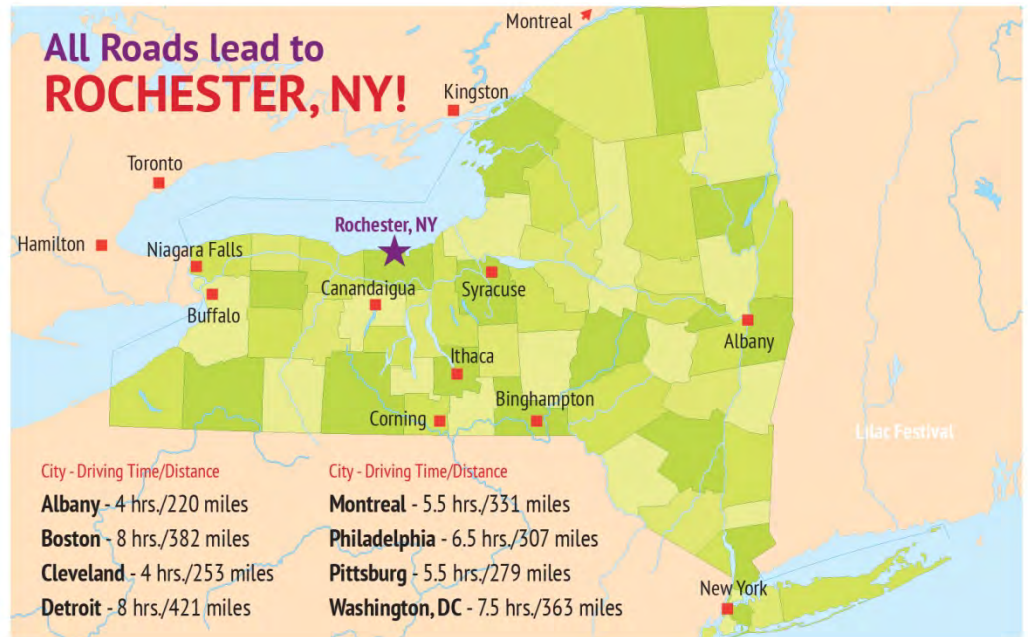 All Roads lead to
ROCHESTER, NY!
Montreal
Kingston
Toronto
Rochester, NY
Hamilton
Niagara Falls
Canandaigua
Syracuse
Buffalo
Albany
Ithaca
Binghampton
Corning
Lilac Festival
City - Driving Time/Distance
Albany - 4 hrs./220 miles
Boston - 8 hrs./382 miles
Cleveland - 4 hrs./253 miles
Detroit - 8 hrs./421 miles
City - Driving Time/Distance
Montreal - 5.5 hrs./331 miles
Philadelphia - 6.5 hrs./307 miles
Pittsburg - 5.5 hrs./279 miles
Washington, DC - 7.5 hrs./363 miles
New York